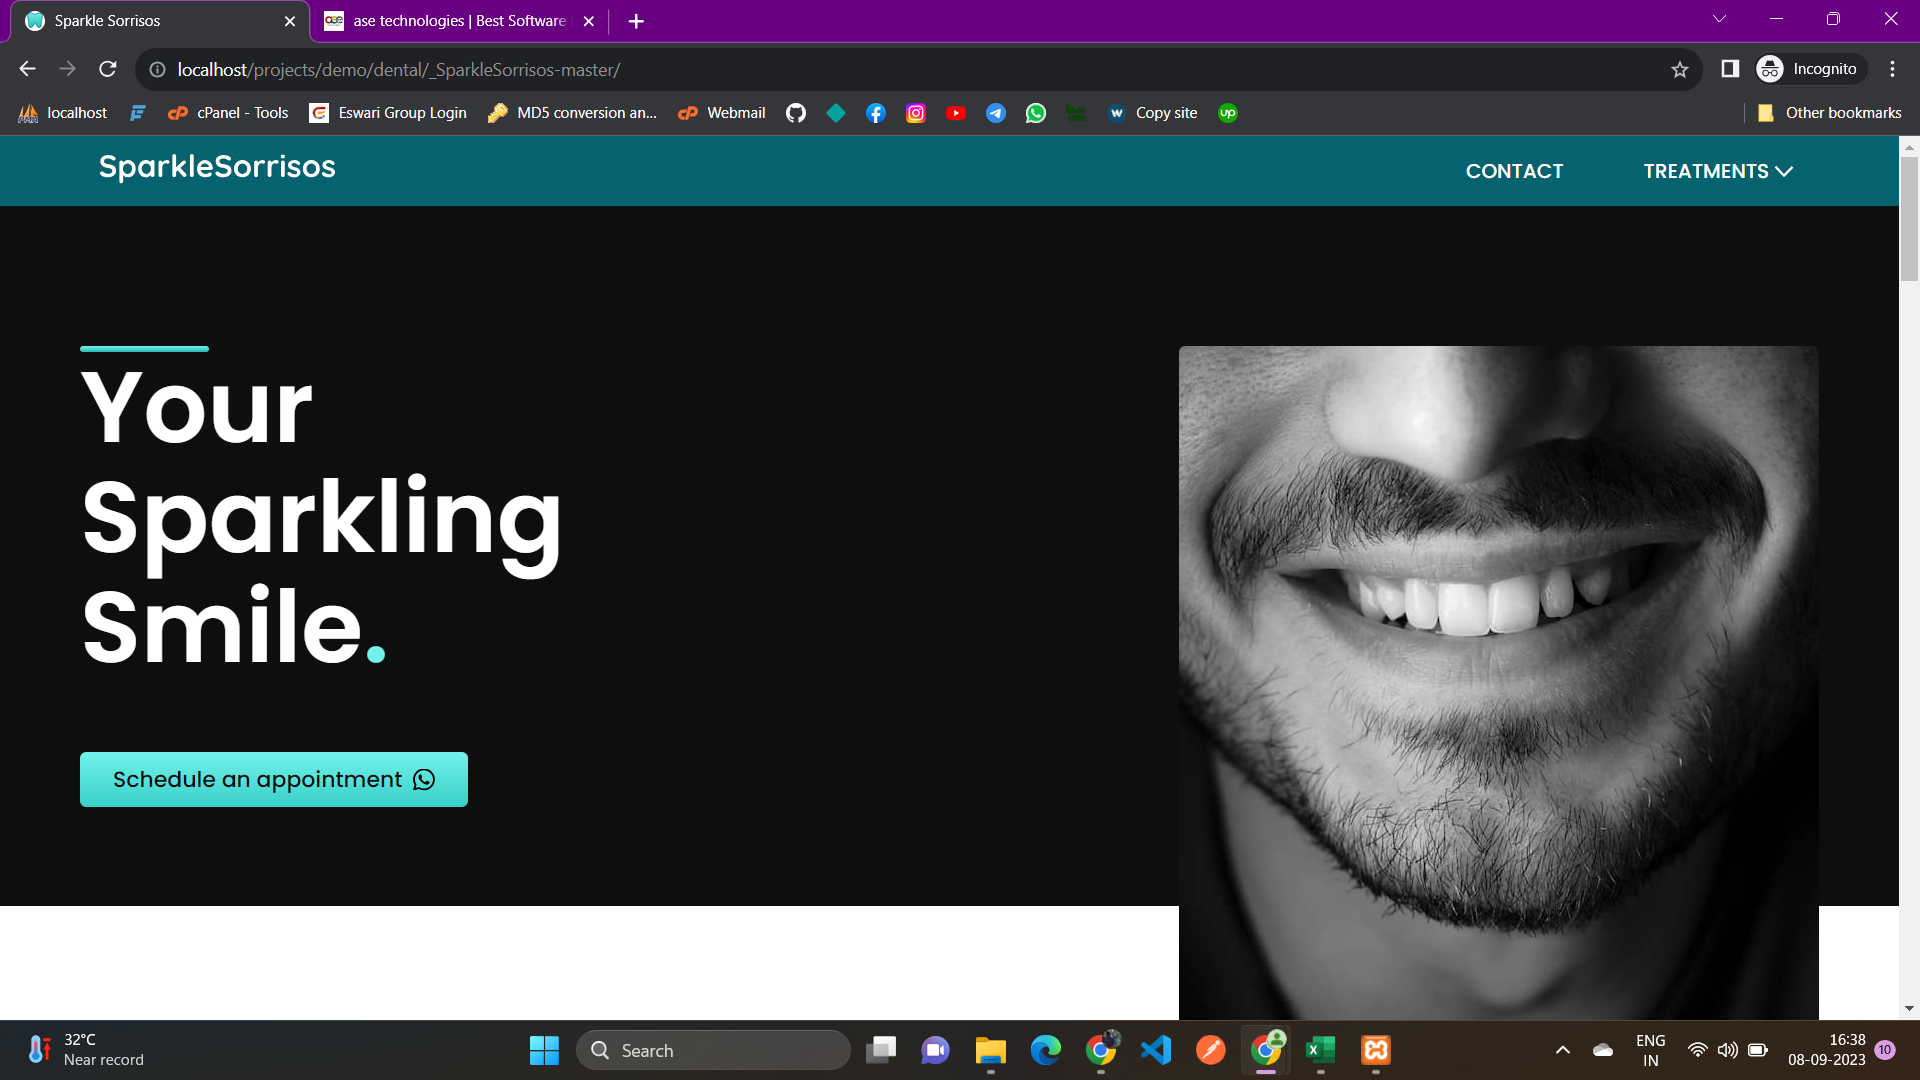 Sparkle Sorrisos
ase technologies | Best Software
localhost/projects/demo/dental/_SparkleSorrisos-master/
Incognito
localhost
cPanel - Tools
Eswari Group Login
MD5 conversion an...
Webmail
Copy site
up
Other bookmarks
SparkleSorrisos
CONTACT
TREATMENTS
Your
Sparkling
Smile.
Schedule an appointment
32°C
Near record
Search
ENG
IN
16:38
08-09-2023
10